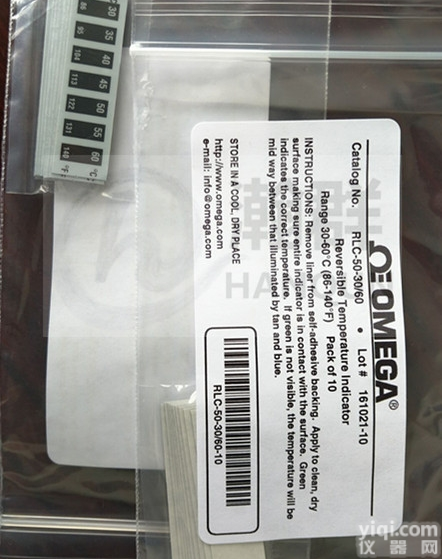 Ω OMEGA®
Catalog No. RLC-50-30/60 • Lot # 161021-10
Reversible Temperature Indicator
Range 30-60°C (86-140°F) Pack of 10
INSTRUCTIONS: Remove liner from self-adhesive backing. Apply to clean, dry
surface making sure entire indicator is in contact with the surface. Green
indicates the correct temperature. If green is not visible, the temperature will be
mid way between that illuminated by tan and blue.
STORE IN A COOL, DRY PLACE
http://www.omega.com
e-mail: info@omega.com
RLC-50-30/60-10
30
86
35
95
40
104
45
113
50
122
55
131
60
140
°C
°F
yiqi.com
仪器网